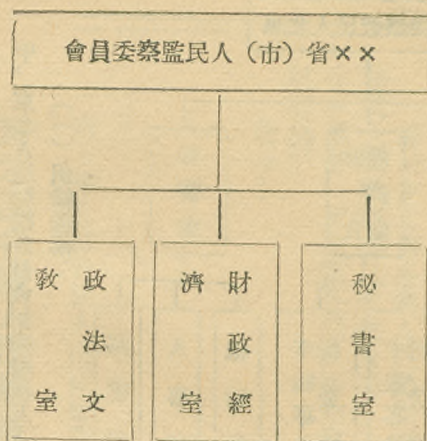 ××省（市）人民監察委員會
秘書室
財政經
濟室
政法文
敎室